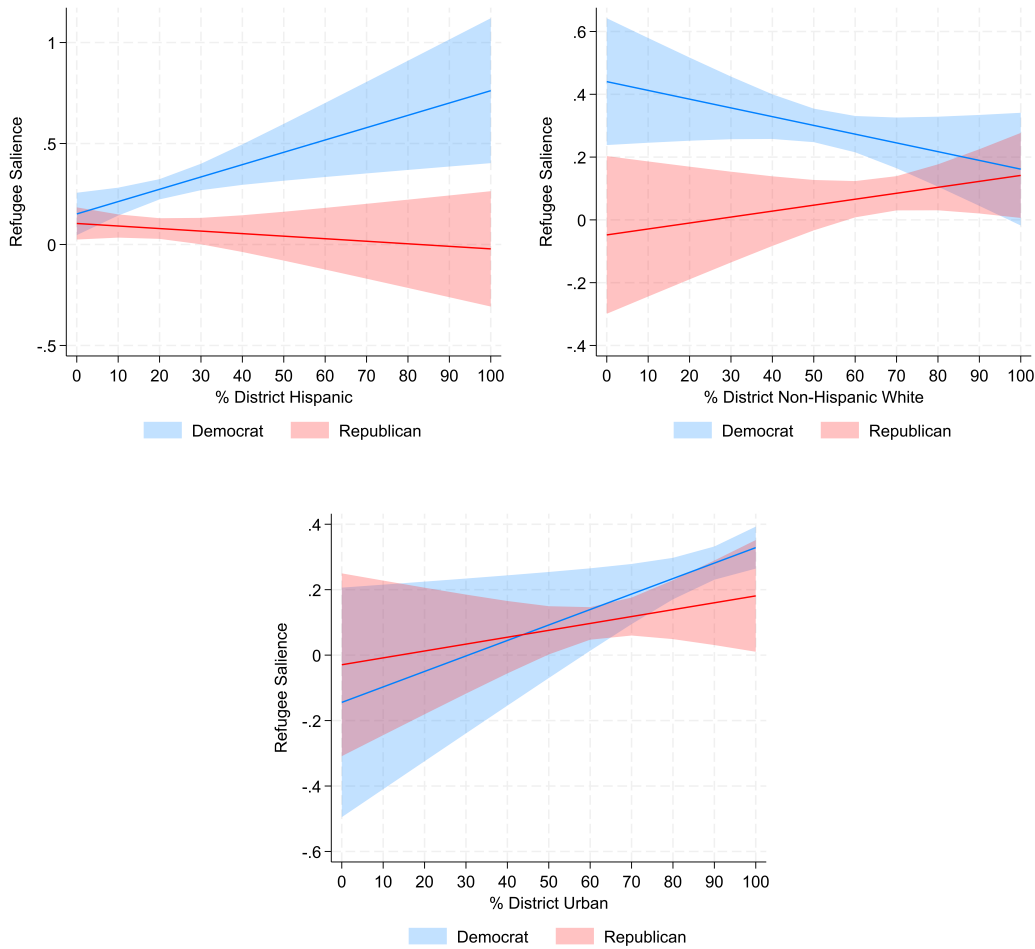 Refugee Salience
1
.5
0
-.5
0 10 20 30 40 50 60 70 80 90 100
% District Hispanic
Democrat Republican
Refugee Salience
.6
.4
.2
0
-.2
-.4
0 10 20 30 40 50 60 70 80 90 100
% District Non-Hispanic White
Democrat Republican
Refugee Salience
.4
.2
0
-.2
-.4
-.6
0 10 20 30 40 50 60 70 80 90 100
% District Urban
Democrat Republican